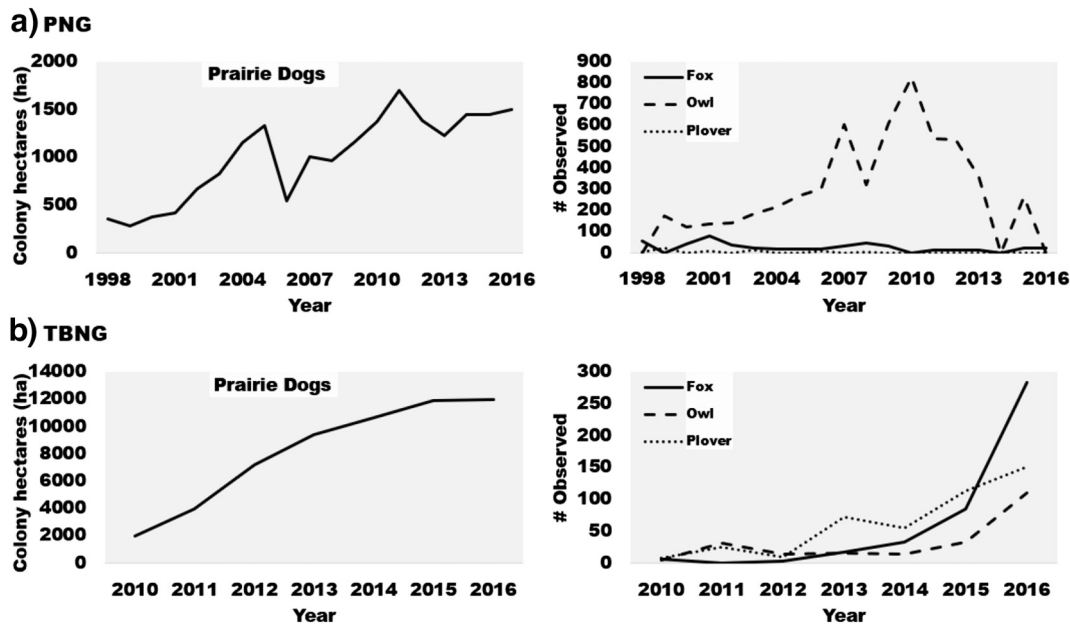 a) PNG
Prairie Dogs
Colony hectares (ha)
2000
1500
1000
500
0
1998 2001 2004 2007 2010 2013 2016
Year
Fox
Owl
Plover
# Observed
900
800
700
600
500
400
300
200
100
0
1998 2001 2004 2007 2010 2013 2016
Year
b) TBNG
Prairie Dogs
Colony hectares (ha)
14000
12000
10000
8000
6000
4000
2000
0
2010 2011 2012 2013 2014 2015 2016
Year
Fox
Owl
Plover
# Observed
300
250
200
150
100
50
0
2010 2011 2012 2013 2014 2015 2016
Year